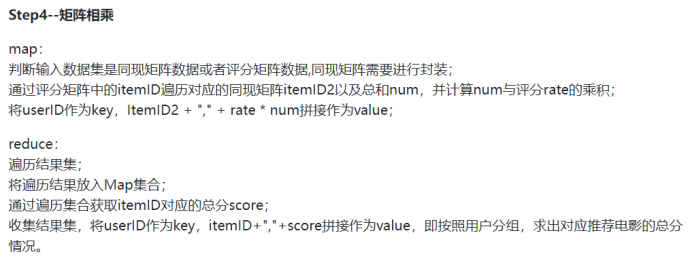 Step4--矩阵相乘
map：
判断输入数据集是同现矩阵数据或者评分矩阵数据,同现矩阵需要进行封装；
通过评分矩阵中的itemID遍历对应的同现矩阵itemID2以及总和num，并计算num与评分rate的乘积；
将userID作为key，ItemID2 + "," + rate * num拼接作为value；
reduce：
遍历结果集；
将遍历结果放入Map集合；
通过遍历集合获取itemID对应的总分score；
收集结果集，将userID作为key，itemID+","+score拼接作为value，即按照用户分组，求出对应推荐电影的总分
情况。